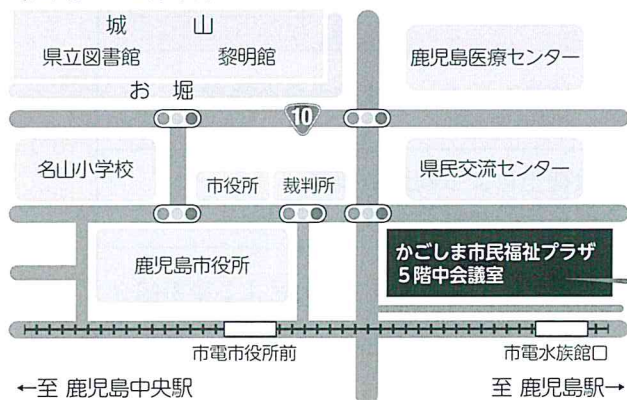 城山
県立図書館 黎明館
お堀
鹿児島医療センター
10
名山小学校
市役所
裁判所
県民交流センター
鹿児島市役所
かごしま市民福祉プラザ
5階中会議室
市電市役所前
市電水族館口
←至 鹿児島中央駅
至 鹿児島駅→